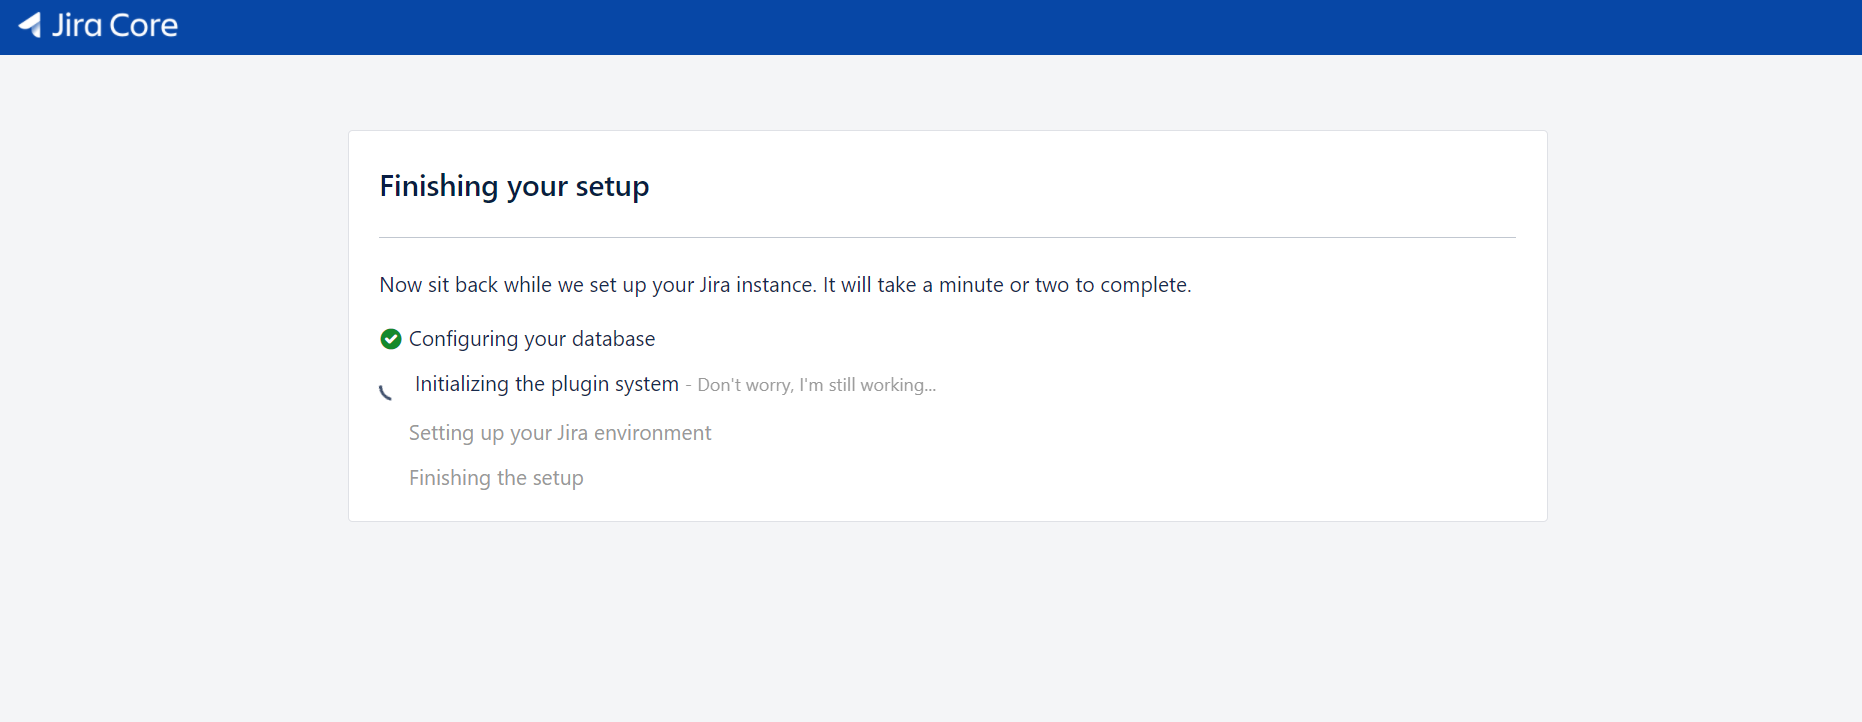 Jira Core
Finishing your setup
Now sit back while we set up your Jira instance. It will take a minute or two to complete.
Configuring your database
Initializing the plugin system - Don't worry, I'm still working...
Setting up your Jira environment
Finishing the setup